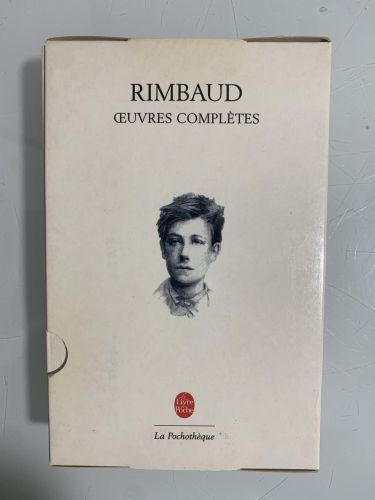 RIMBAUD
ŒUVRES COMPLÈTES
Le
Livre
de
Poche
La Pochothèque